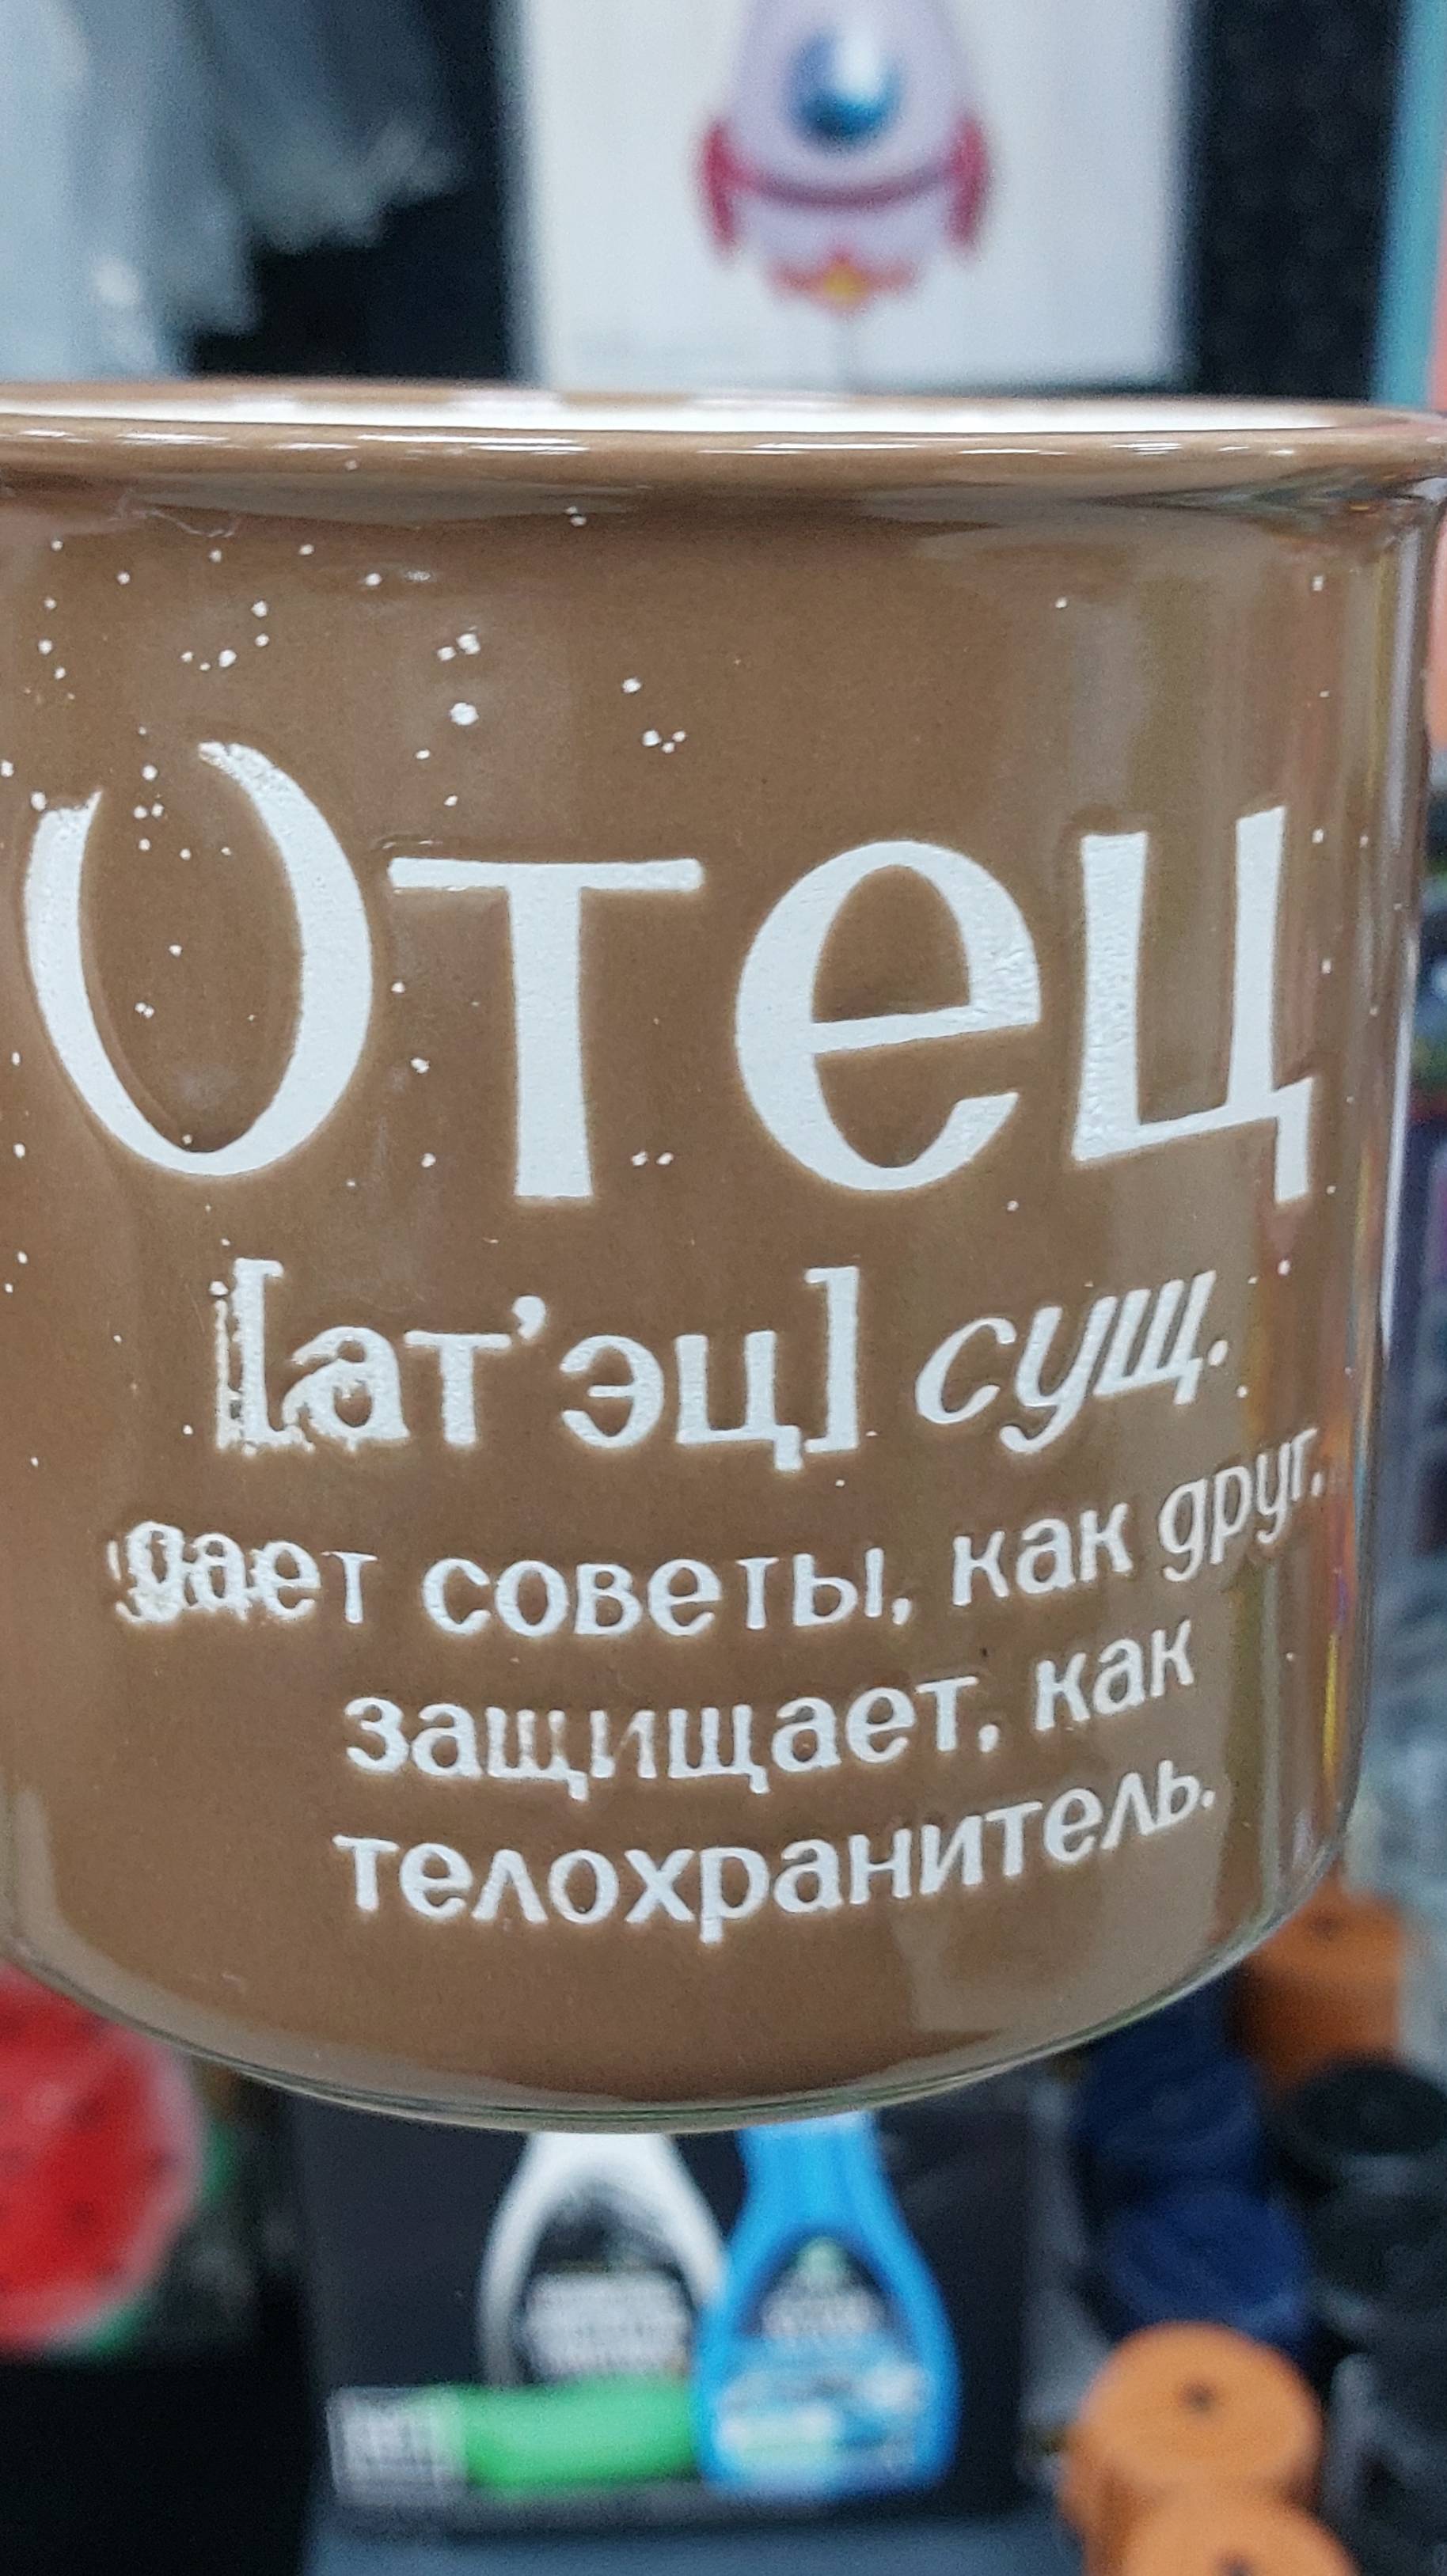 Отец
[ат’эц] сущ.
дает советы, как друг,
защищает, как
телохранитель.